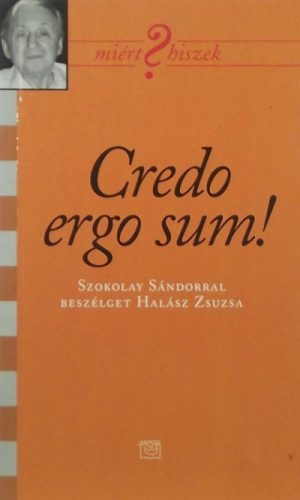 miért ? hiszek
Credo
ergo sum!
SZOKOLAY SÁNDORRAL
BESZÉLGET HALÁSZ ZSUZSA